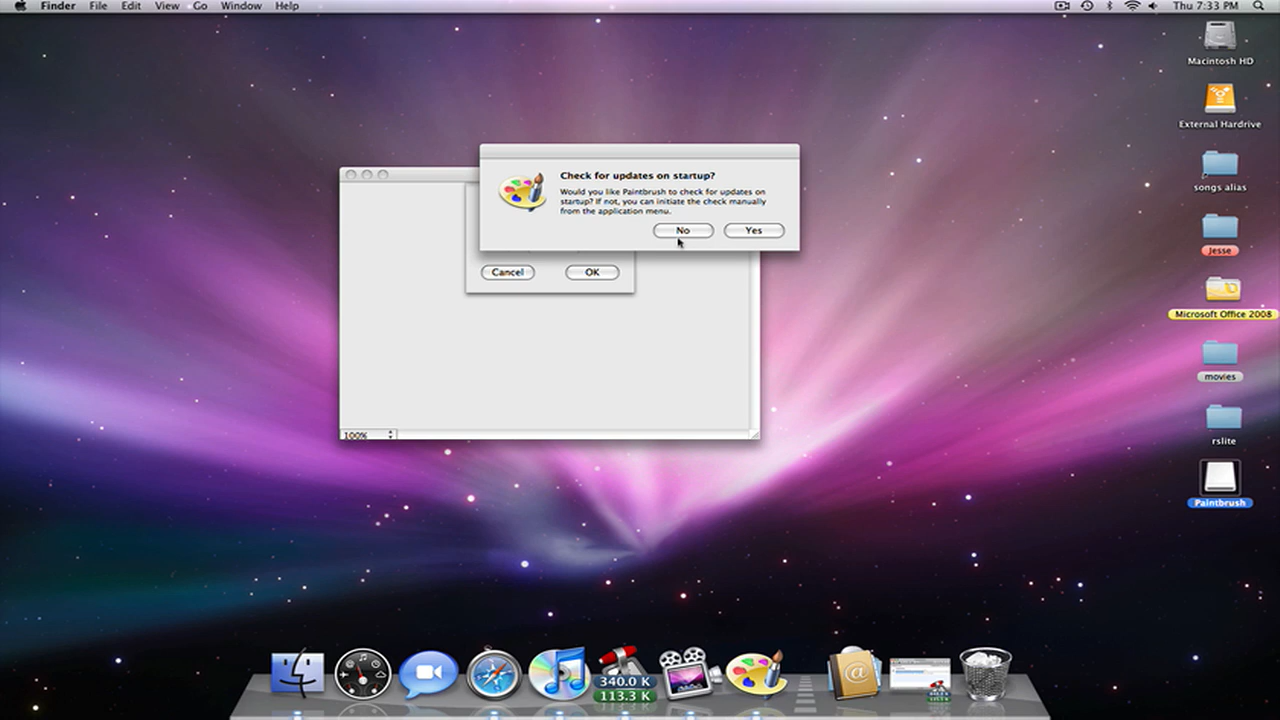 Finder File Edit View Go Window Help Thu 7:33 PM
Macintosh HD
External Hardrive
songs alias
Jesse
Microsoft Office 2008
movies
rslite
Paintbrush
Check for updates on startup?
Would you like Paintbrush to check for updates on
startup? If not, you can initiate the check manually
from the application menu.
No Yes
Cancel OK
100%
340.0 K
113.3 K